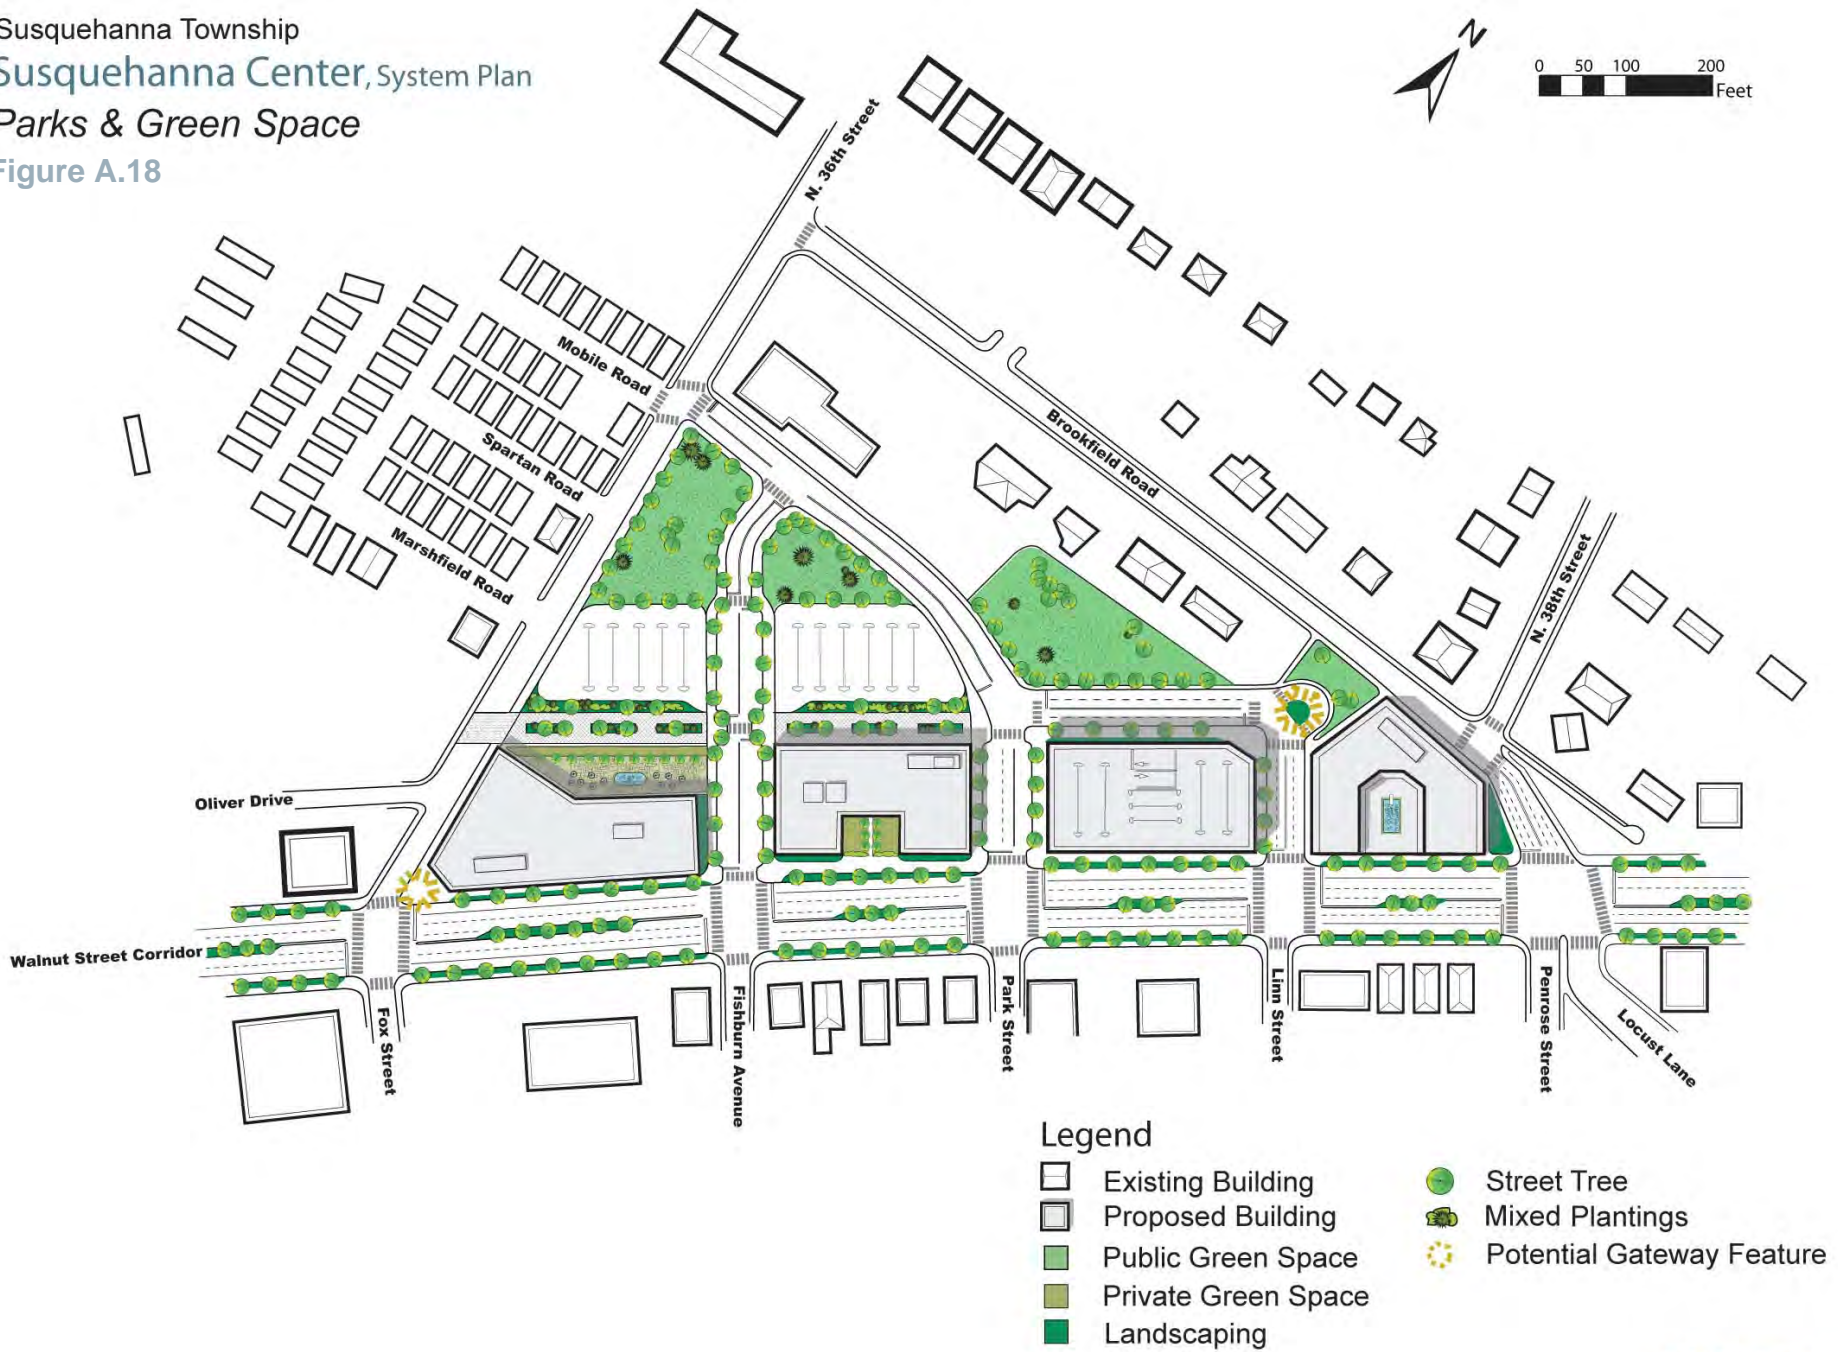 Susquehanna Township
Susquehanna Center, System Plan
Parks & Green Space
Figure A.18
N
0 50 100 200
Feet
N. 36th Street
Mobile Road
Spartan Road
Marshfield Road
Brookfield Road
N. 38th Street
Oliver Drive
Walnut Street Corridor
Fox Street
Fishburn Avenue
Park Street
Linn Street
Penrose Street
Locust Lane
Legend
Existing Building
Proposed Building
Public Green Space
Private Green Space
Landscaping
Street Tree
Mixed Plantings
Potential Gateway Feature